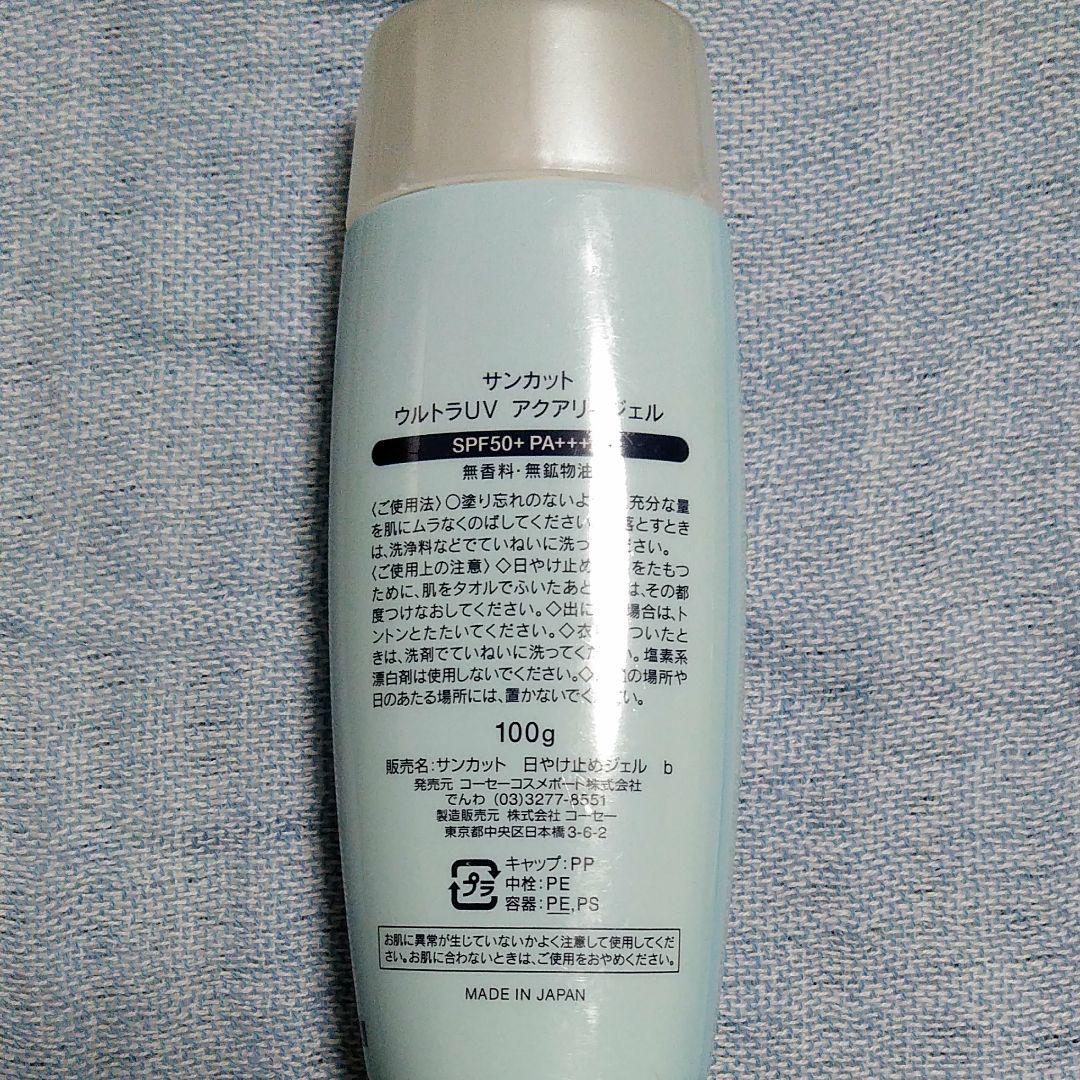 サンカット
ウルトラUV アクアリ ジェル
SPF50+ PA+++
無香料・無鉱物油
〈ご使用法〉○塗り忘れのないよ 充分な量
を肌にムラなくのばしてください 落とすとき
は、洗浄料などでていねいに洗っ ださい。
〈ご使用上の注意〉◇日やけ止め をたもつ
ために、肌をタオルでふいたあと は、その都
度つけなおしてください。◇出に 場合は、ト
ントンとたたいてください。◇衣 ついたと
きは、洗剤でていねいに洗ってくだ い。塩素系
漂白剤は使用しないでください。◇ の場所や
日のあたる場所には、置かないでく い。
100g
販売名:サンカット 日やけ止めジェル b
発売元 コーセーコスメポート株式会社
でんわ (03)3277-8551
製造販売元 株式会社 コーセー
東京都中央区日本橋3-6-2
プラ
キャップ:PP
中栓:PE
容器:PE,PS
お肌に異常が生じていないかよく注意して使用してくだ
さい。お肌に合わないときは、ご使用をおやめください。
MADE IN JAPAN